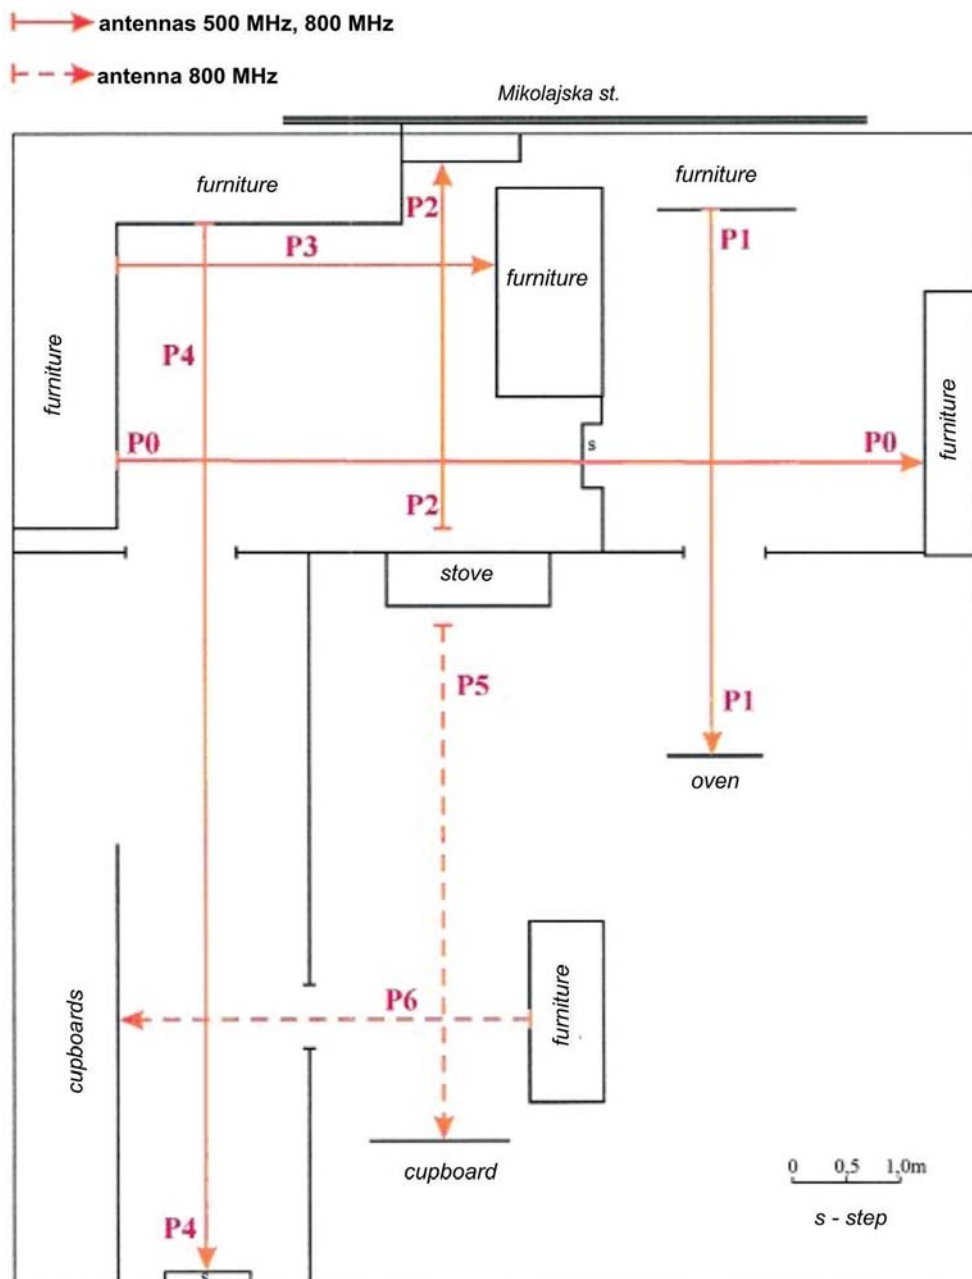 antennas 500 MHz, 800 MHz
antenna 800 MHz
Mikolajska st.
furniture
furniture
P2
P1
P3
furniture
P4
furniture
furniture
P0
s
P0
P2
stove
P5
P1
oven
P6
furniture
cupboards
cupboard
0 0,5 1,0m
s - step
P4
s